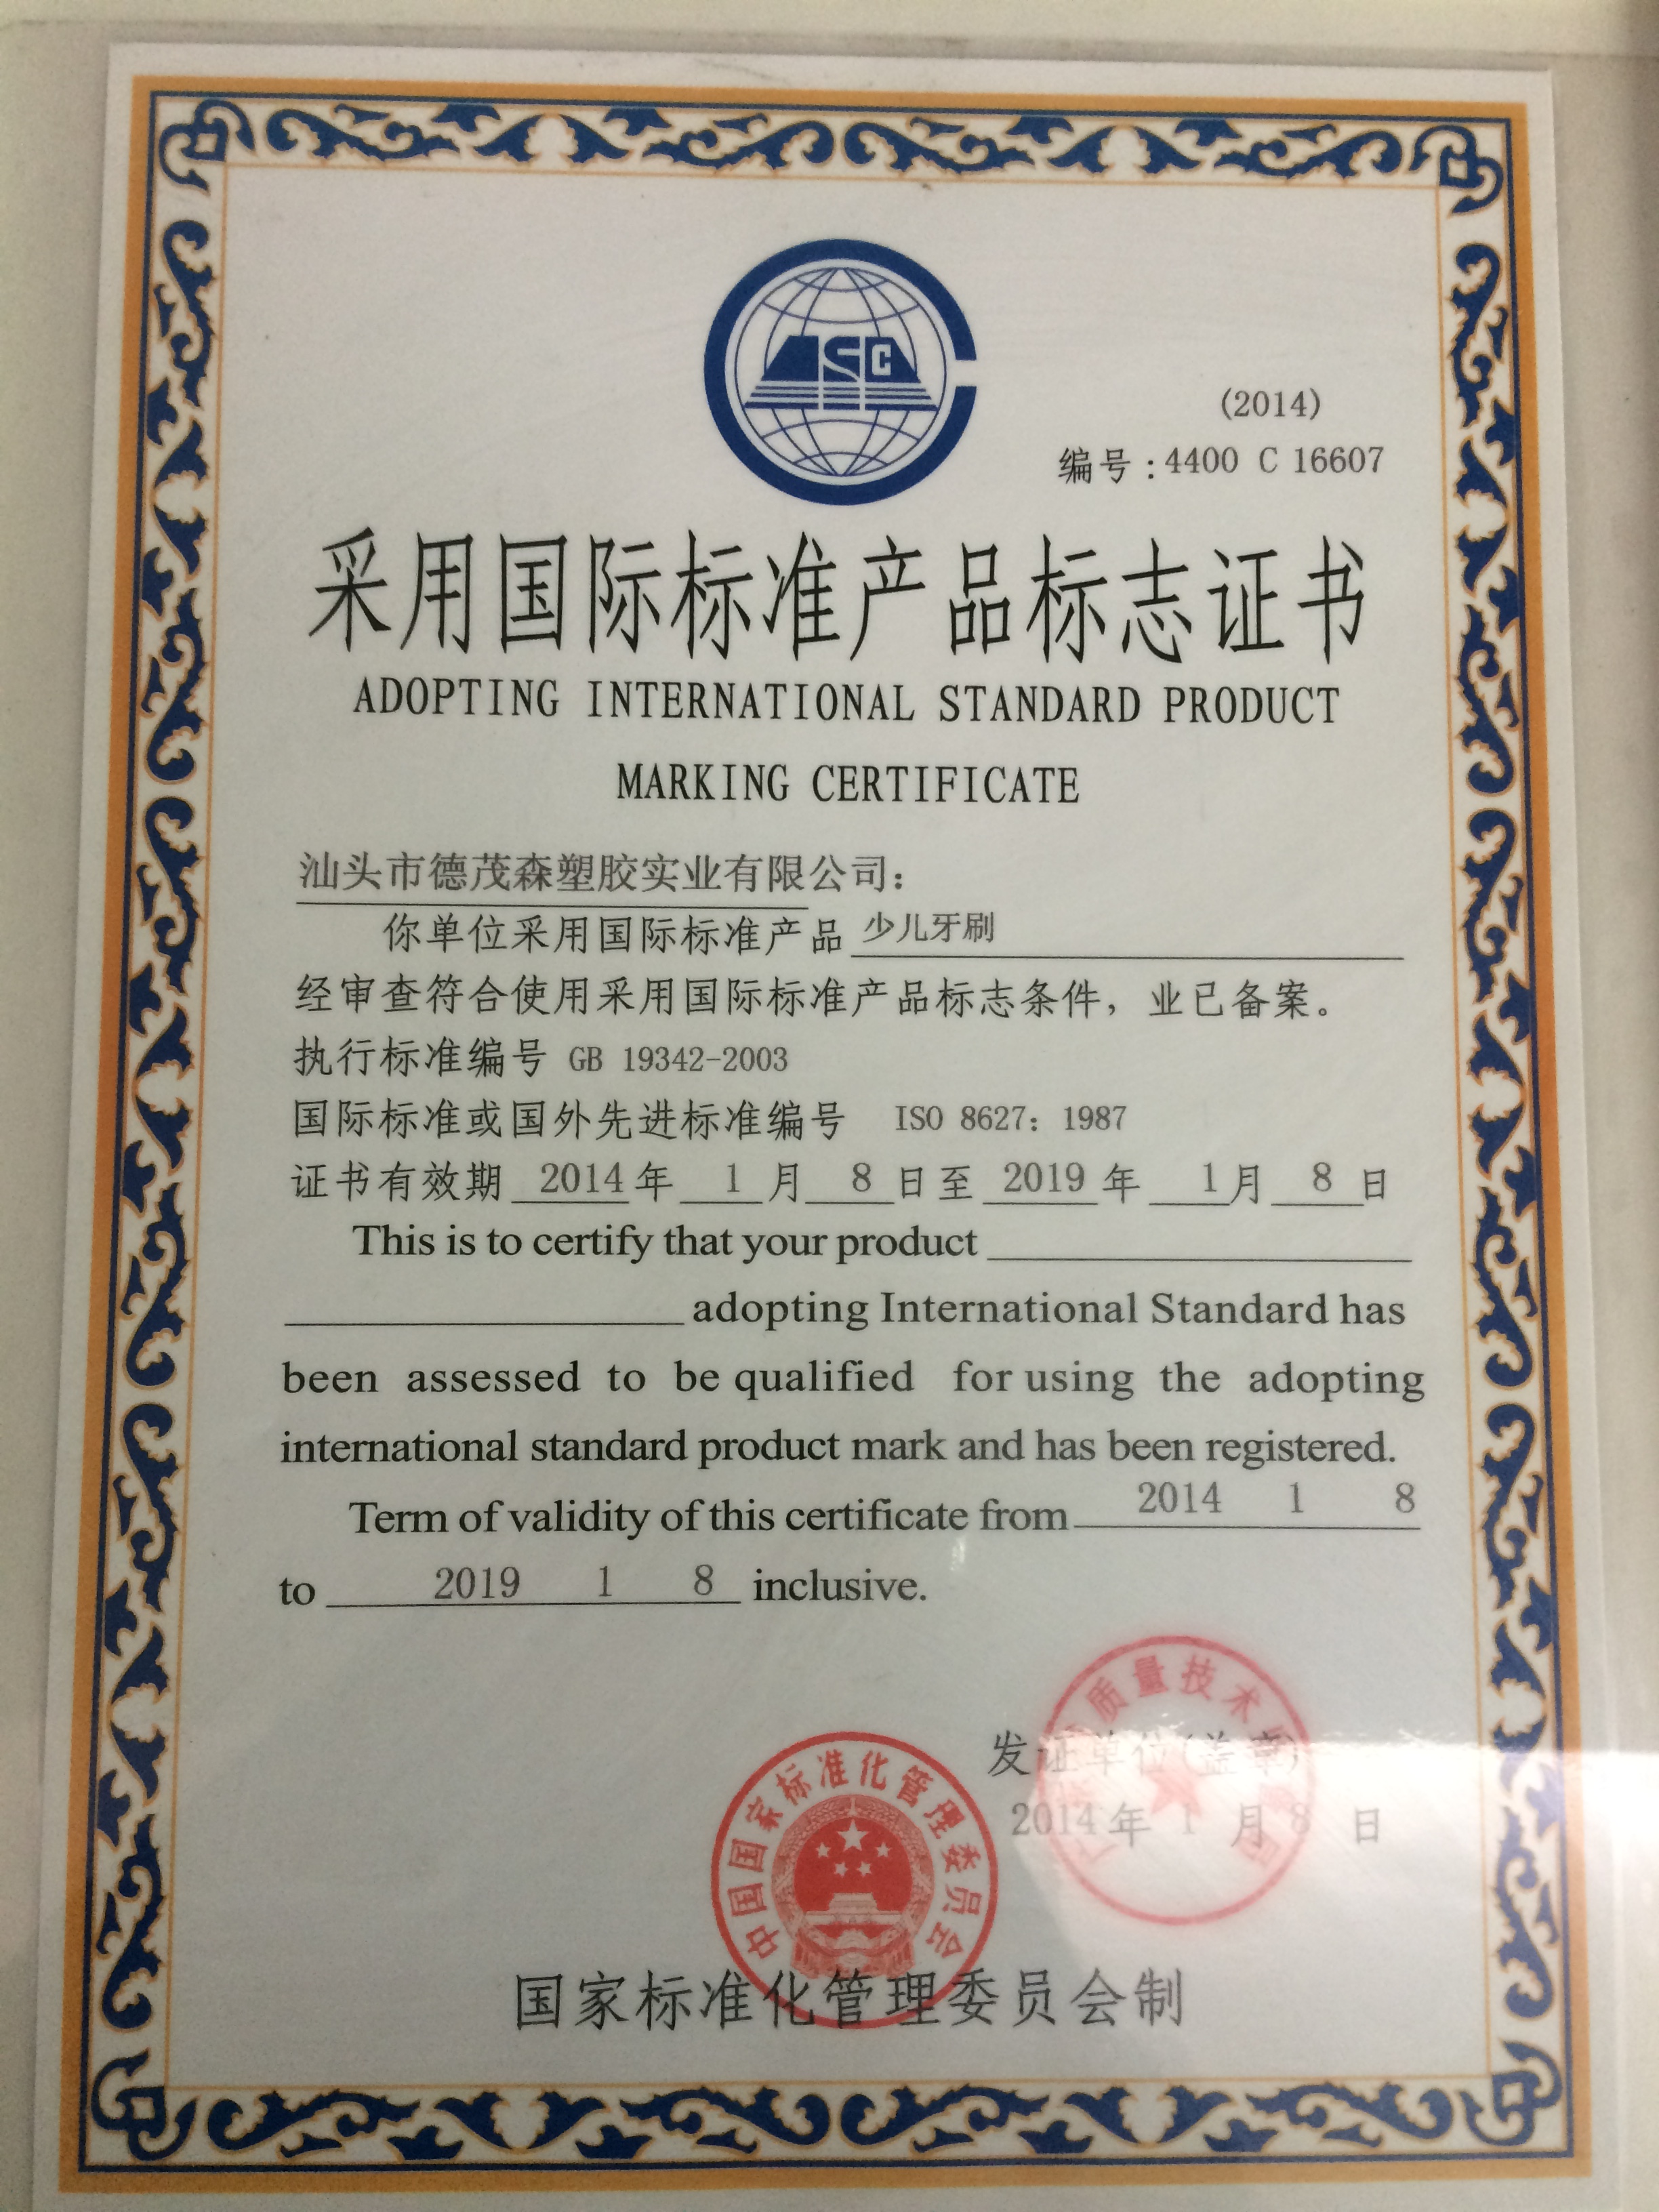 ISC
(2014)
编号：4400 C 16607
采用国际标准产品标志证书
ADOPTING INTERNATIONAL STANDARD PRODUCT
MARKING CERTIFICATE
汕头市德茂森塑胶实业有限公司：
你单位采用国际标准产品 少儿牙刷
经审查符合使用采用国际标准产品标志条件，业已备案。
执行标准编号 GB 19342-2003
国际标准或国外先进标准编号 ISO 8627：1987
证书有效期 2014 年 1 月 8 日至 2019 年 1 月 8 日
This is to certify that your product
adopting International Standard has
been assessed to be qualified for using the adopting
international standard product mark and has been registered.
Term of validity of this certificate from 2014 1 8
to 2019 1 8 inclusive.
质量技术
发证单位(盖章)
2014 年 1 月 8 日
中国国家标准化管理委员会
国家标准化管理委员会制